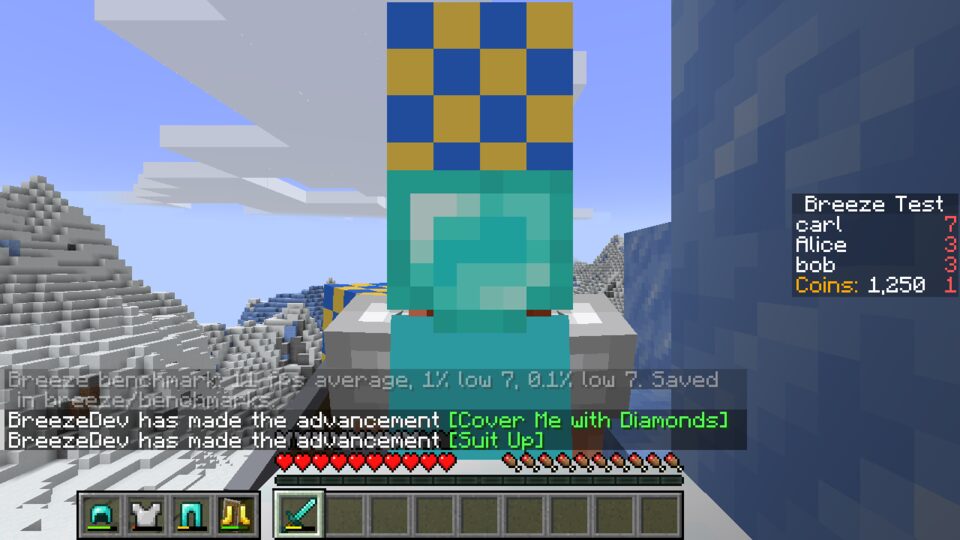 Breeze Test
carl 7
Alice 3
bob 3
Coins: 1,250 1
Breeze benchmark: 11 fps average, 1% low 7, 0.1% low 7. Saved
in breeze/benchmarks.
BreezeDev has made the advancement [Cover Me with Diamonds]
BreezeDev has made the advancement [Suit Up]